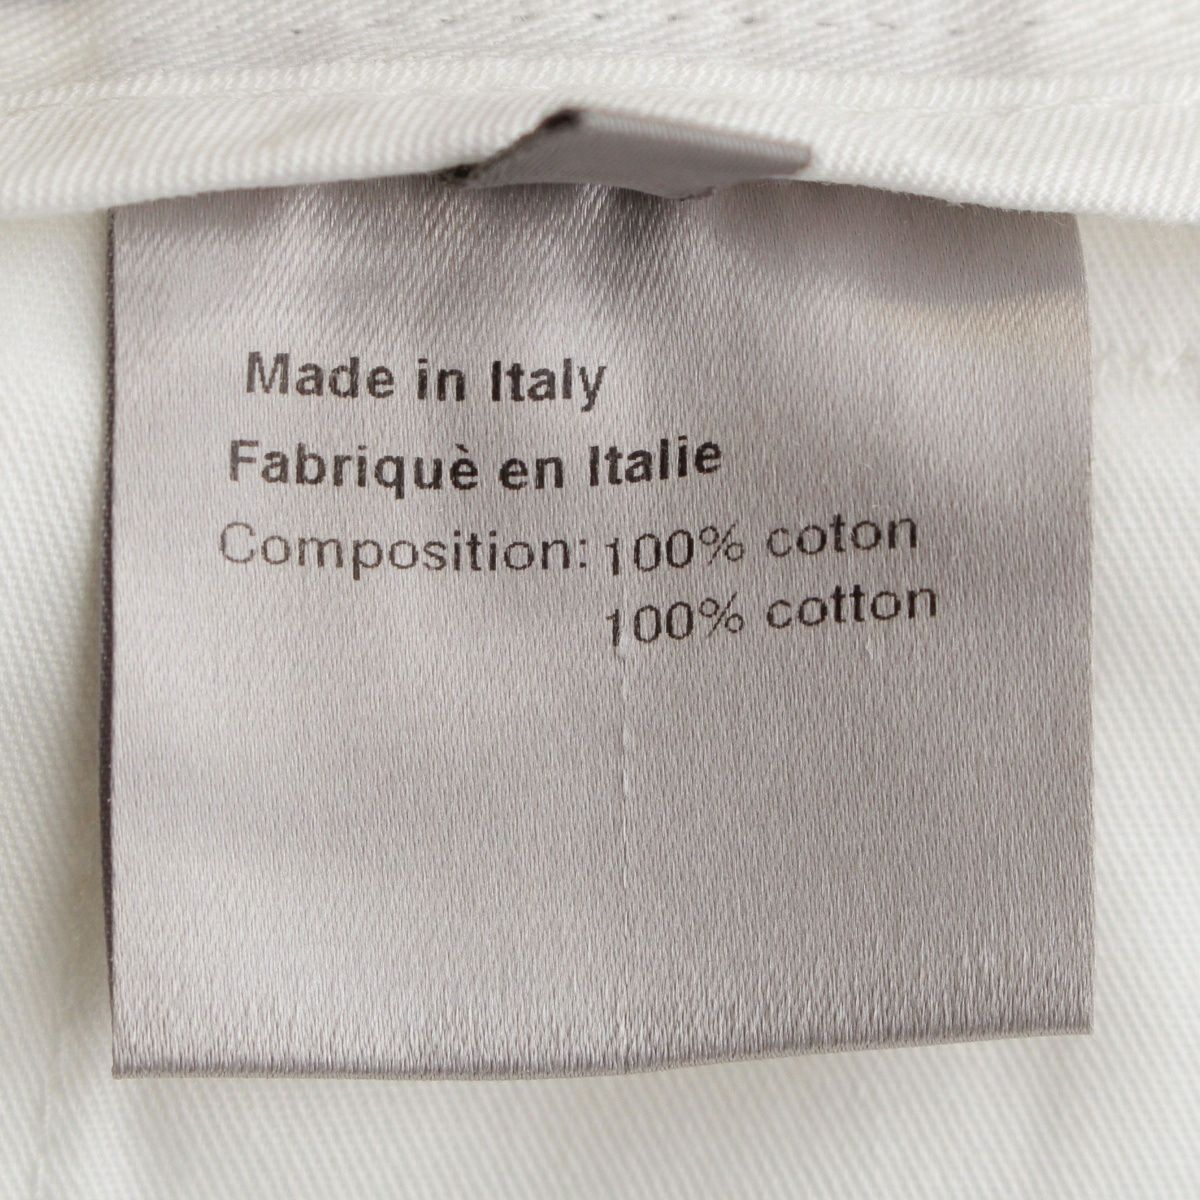 Made in Italy
Fabriquè en Italie
Composition: 100% coton
100% cotton